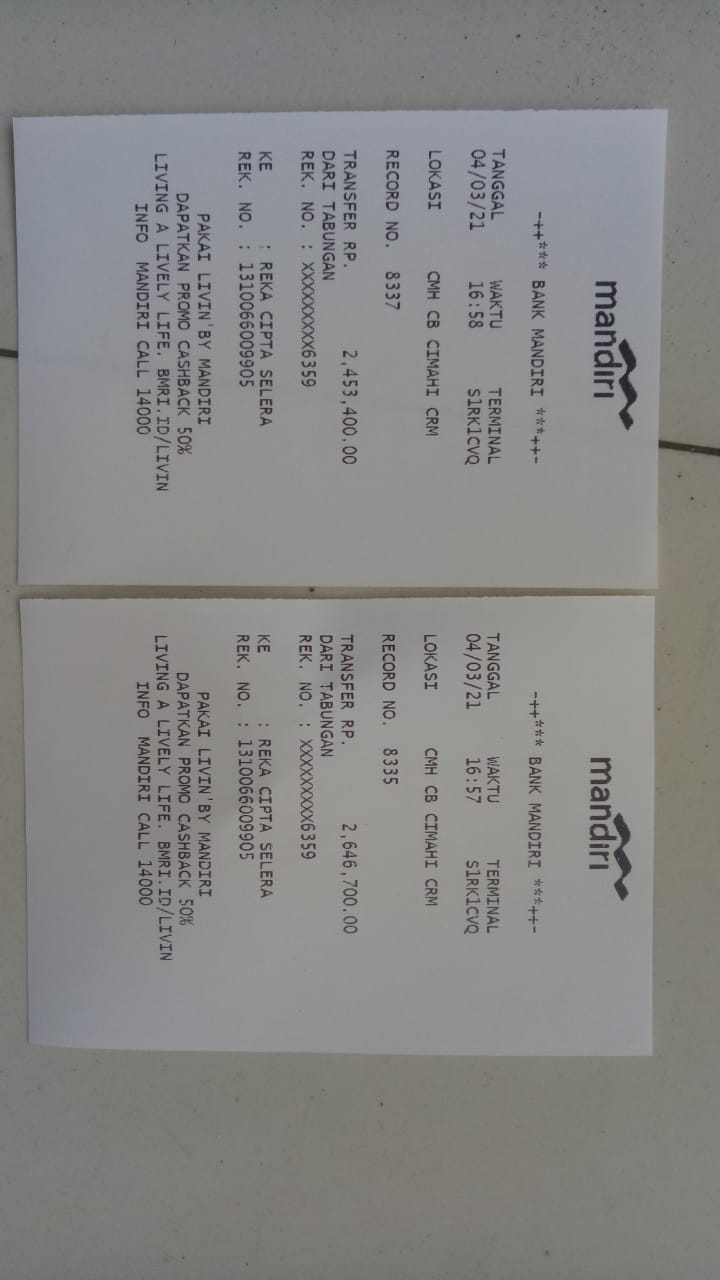 mandiri
-++*** BANK MANDIRI ***++-
TANGGAL WAKTU TERMINAL
04/03/21 16:58 S1RK1CVQ
LOKASI CMH CB CIMAHI CRM
RECORD NO. 8337
TRANSFER RP. 2,453,400.00
DARI TABUNGAN
REK. NO. : XXXXXXXXX6359
KE : REKA CIPTA SELERA
REK. NO. : 1310066009905
PAKAI LIVIN'BY MANDIRI
DAPATKAN PROMO CASHBACK 50%
LIVING A LIVELY LIFE. BMRI.ID/LIVIN
INFO MANDIRI CALL 14000
mandiri
-++*** BANK MANDIRI ***++-
TANGGAL WAKTU TERMINAL
04/03/21 16:57 S1RK1CVQ
LOKASI CMH CB CIMAHI CRM
RECORD NO. 8335
TRANSFER RP. 2,646,700.00
DARI TABUNGAN
REK. NO. : XXXXXXXXX6359
KE : REKA CIPTA SELERA
REK. NO. : 1310066009905
PAKAI LIVIN'BY MANDIRI
DAPATKAN PROMO CASHBACK 50%
LIVING A LIVELY LIFE. BMRI.ID/LIVIN
INFO MANDIRI CALL 14000